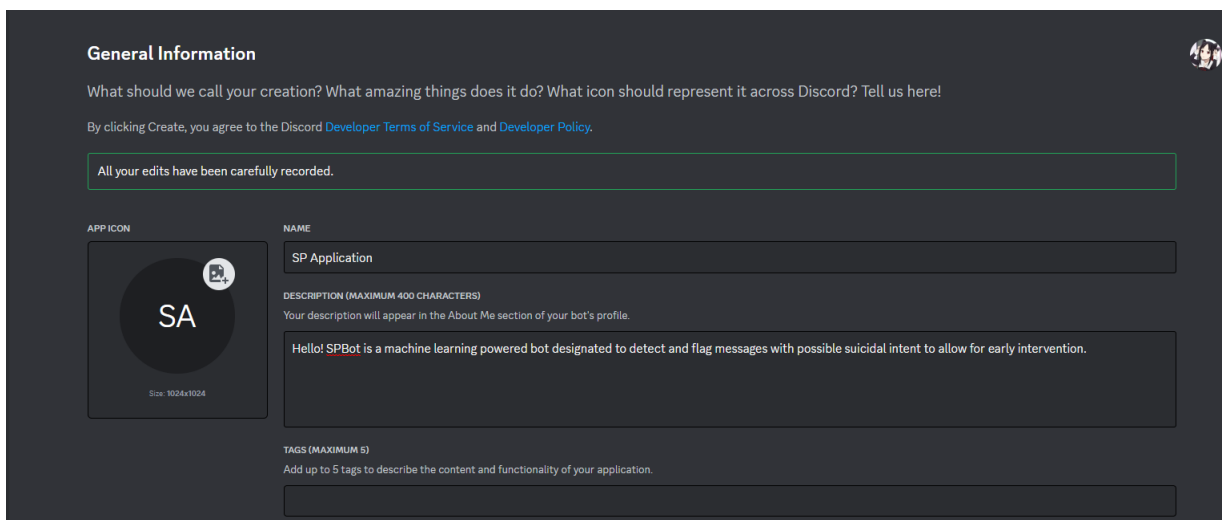 General Information
What should we call your creation? What amazing things does it do? What icon should represent it across Discord? Tell us here!
By clicking Create, you agree to the Discord Developer Terms of Service and Developer Policy.
All your edits have been carefully recorded.
APP ICON
SA
Size: 1024x1024
NAME
SP Application
DESCRIPTION (MAXIMUM 400 CHARACTERS)
Your description will appear in the About Me section of your bot's profile.
Hello! SPBot is a machine learning powered bot designated to detect and flag messages with possible suicidal intent to allow for early intervention.
TAGS (MAXIMUM 5)
Add up to 5 tags to describe the content and functionality of your application.